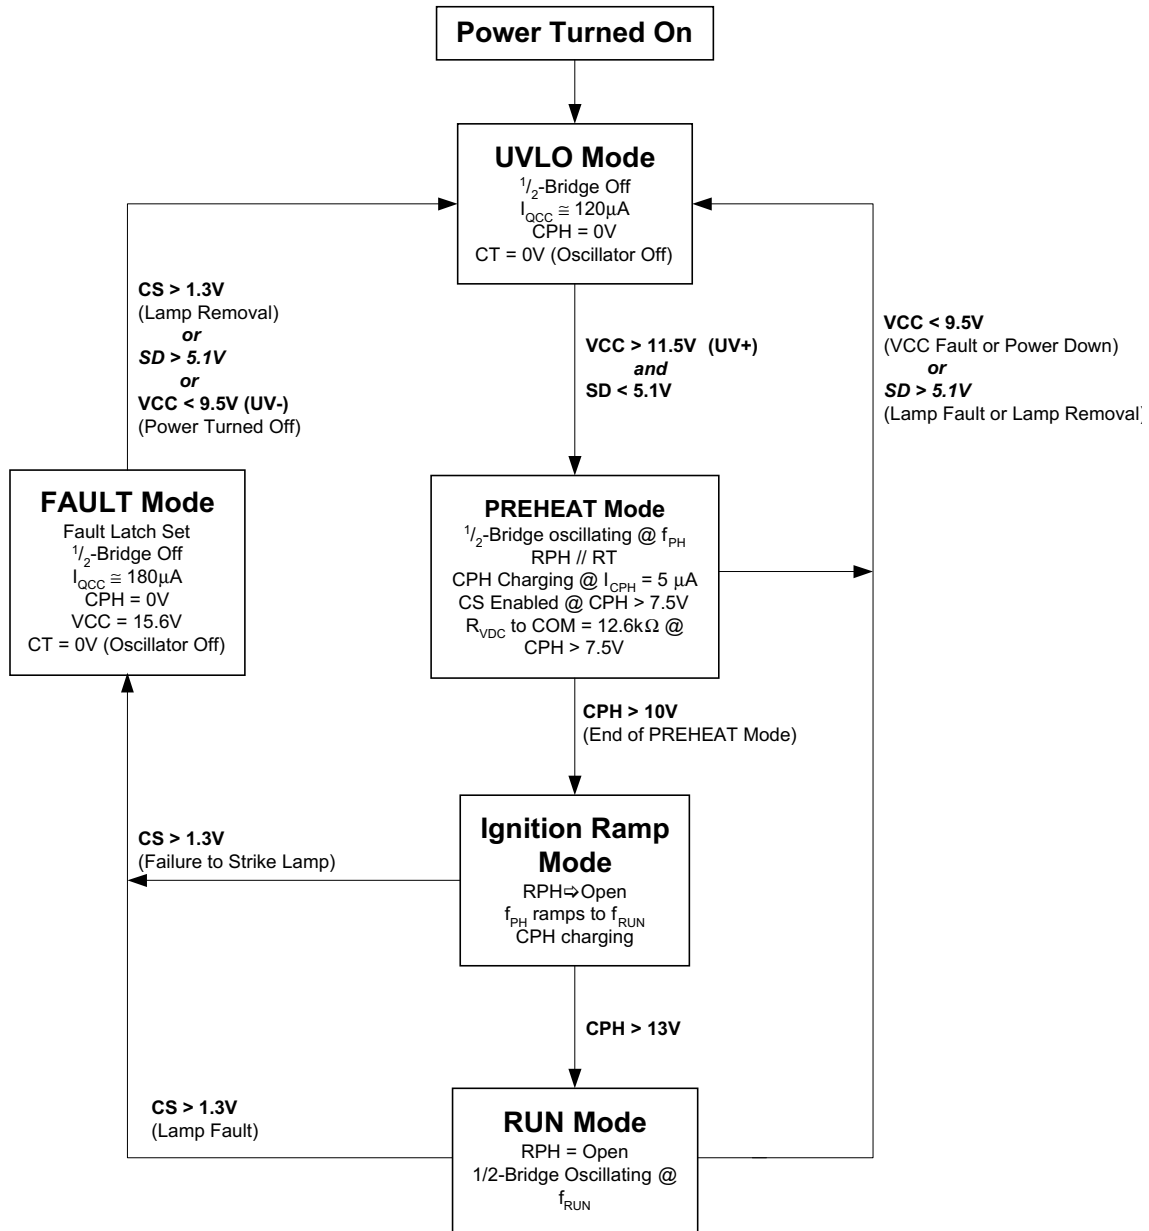 Power Turned On
UVLO Mode
1/2-Bridge Off
IQCC ≅ 120μA
CPH = 0V
CT = 0V (Oscillator Off)
CS > 1.3V
(Lamp Removal)
or
SD > 5.1V
or
VCC < 9.5V (UV-)
(Power Turned Off)
VCC > 11.5V (UV+)
and
SD < 5.1V
VCC < 9.5V
(VCC Fault or Power Down)
or
SD > 5.1V
(Lamp Fault or Lamp Removal)
FAULT Mode
Fault Latch Set
1/2-Bridge Off
IQCC ≅ 180μA
CPH = 0V
VCC = 15.6V
CT = 0V (Oscillator Off)
PREHEAT Mode
1/2-Bridge oscillating @ fPH
RPH // RT
CPH Charging @ ICPH = 5 μA
CS Enabled @ CPH > 7.5V
RVDC to COM = 12.6kΩ @
CPH > 7.5V
CPH > 10V
(End of PREHEAT Mode)
Ignition Ramp
Mode
RPH⇨Open
fPH ramps to fRUN
CPH charging
CS > 1.3V
(Failure to Strike Lamp)
CPH > 13V
CS > 1.3V
(Lamp Fault)
RUN Mode
RPH = Open
1/2-Bridge Oscillating @
fRUN